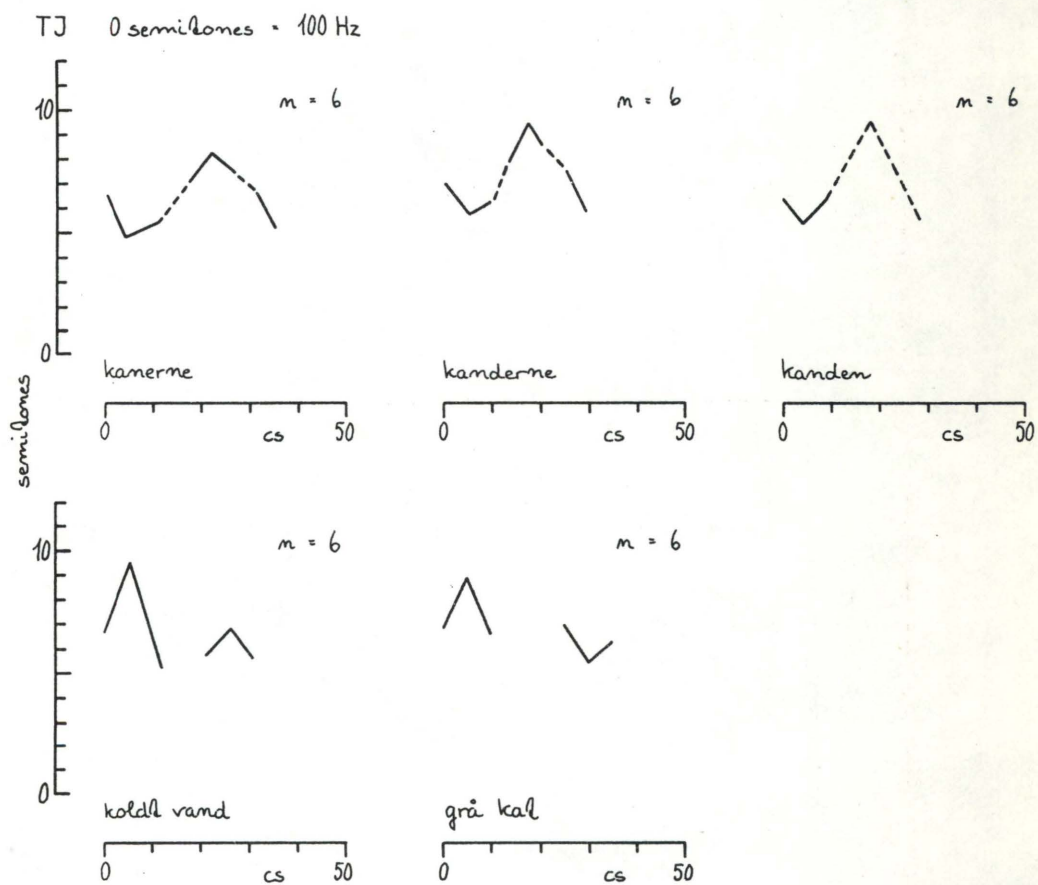 TJ 0 semitones = 100 Hz
n = 6 n = 6 n = 6
10
0
kanerne kanderne kanden
0 cs 50 0 cs 50 0 cs 50
semitones
n = 6 n = 6
10
0
koldt vand grå kat
0 cs 50 0 cs 50